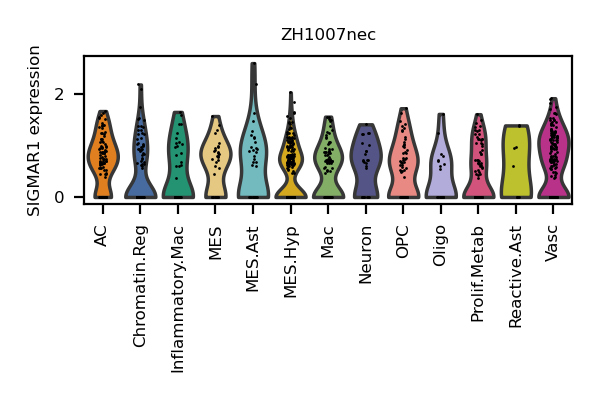 ZH1007nec
SIGMAR1 expression
2
0
AC
Chromatin.Reg
Inflammatory.Mac
MES
MES.Ast
MES.Hyp
Mac
Neuron
OPC
Oligo
Prolif.Metab
Reactive.Ast
Vasc